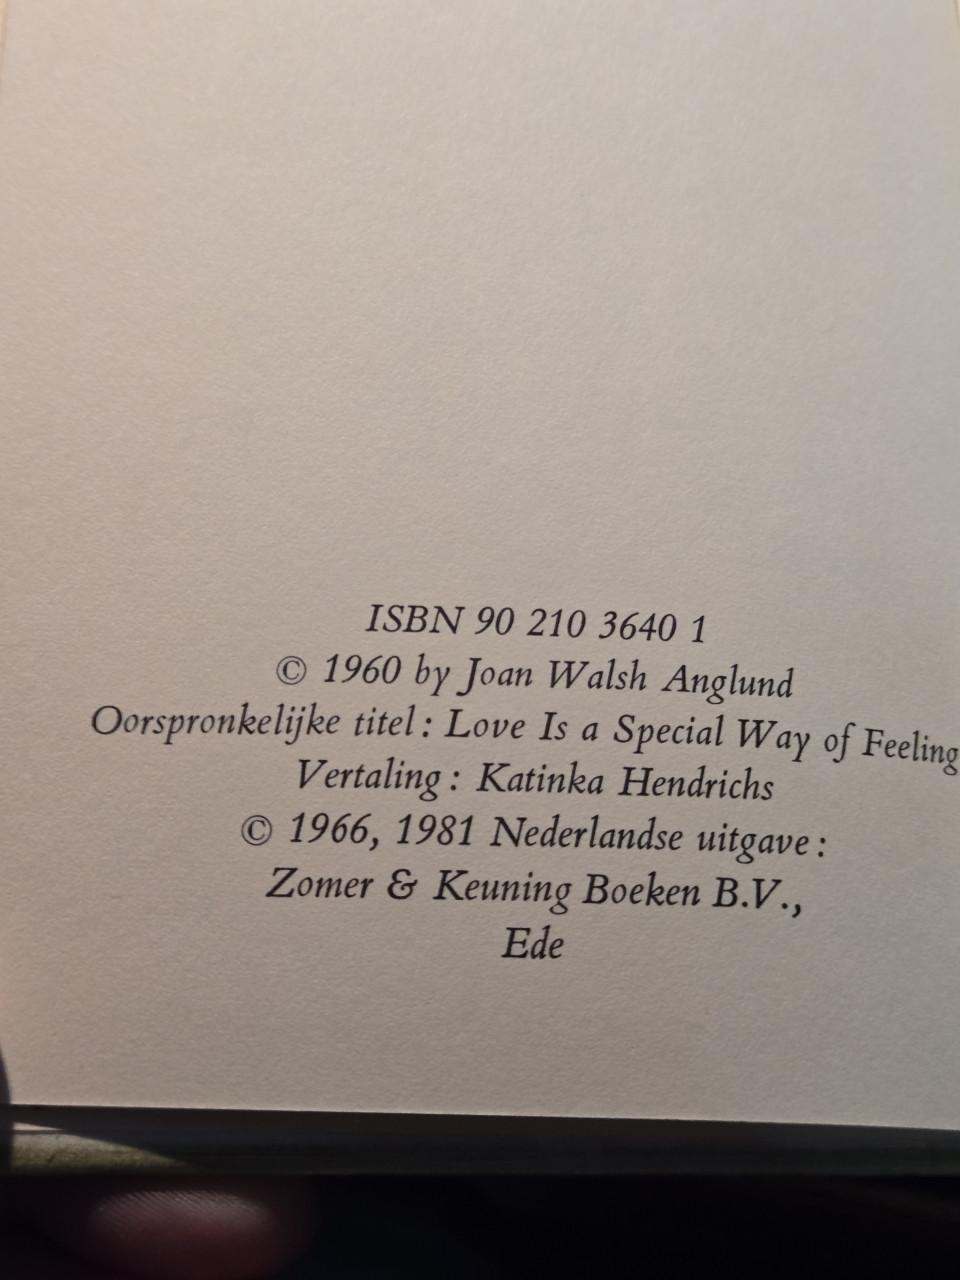 ISBN 90 210 3640 1
© 1960 by Joan Walsh Anglund
Oorspronkelijke titel: Love Is a Special Way of Feeling
Vertaling: Katinka Hendrichs
© 1966, 1981 Nederlandse uitgave:
Zomer & Keuning Boeken B.V.,
Ede